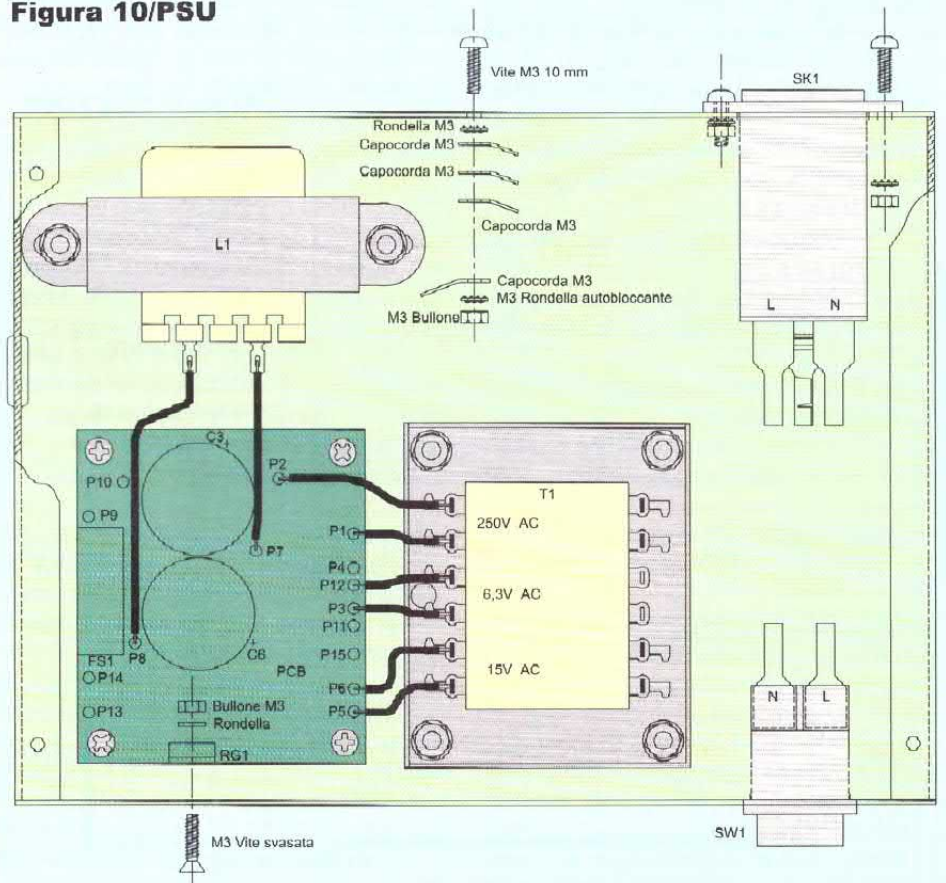 Figura 10/PSU
Vite M3 10 mm
SK1
Rondella M3
Capocorda M3
Capocorda M3
Capocorda M3
L1
Capocorda M3
M3 Rondella autobloccante
M3 Bullone
L N
C3
+
P2
P10
T1
P9
250V AC
P1
P7
P4
P12
6,3V AC
P3
P11
FS1
P8
+
C6
P15
PCB
15V AC
P14
P6
N L
Bullone M3
P13
P5
Rondella
RG1
SW1
M3 Vite svasata